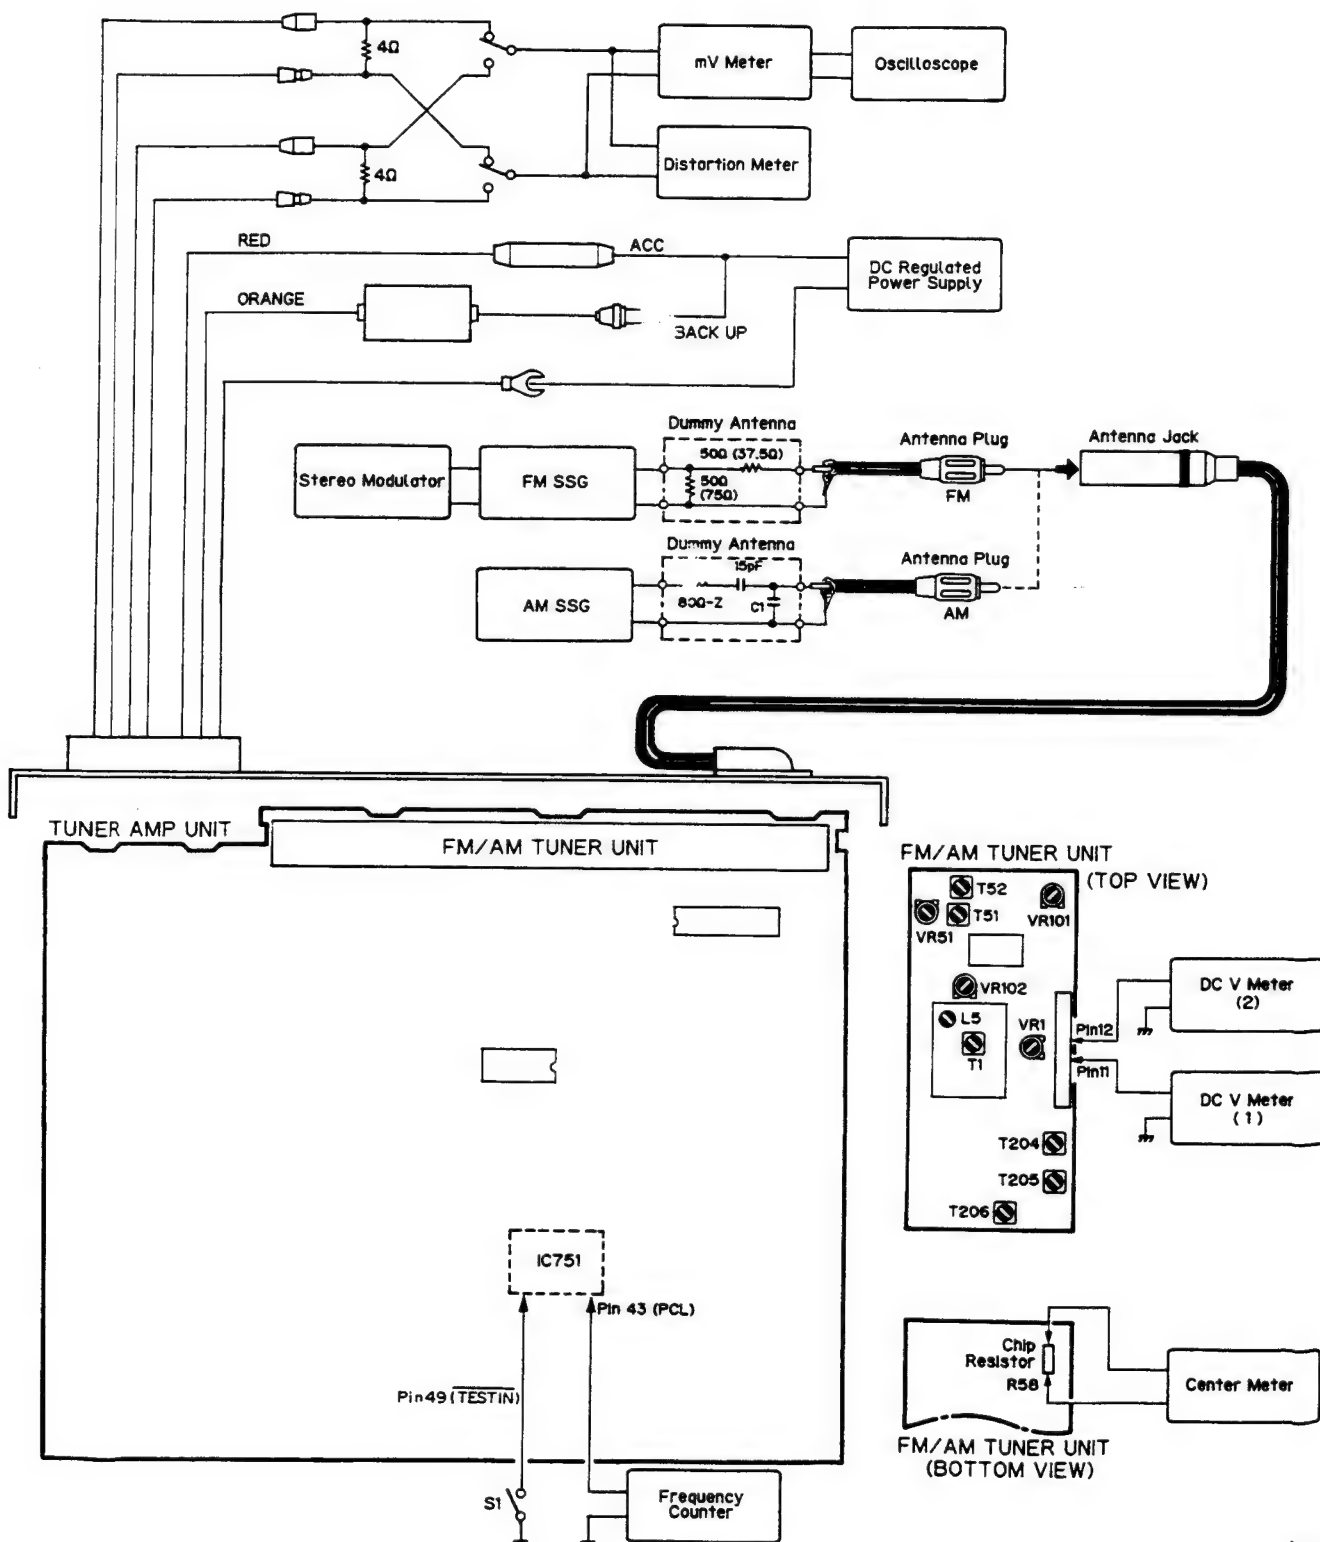 4Ω
mV Meter
Oscilloscope
4Ω
Distortion Meter
RED
ACC
DC Regulated
Power Supply
ORANGE
BACK UP
Dummy Antenna
50Ω (37.5Ω)
50Ω
(75Ω)
Stereo Modulator
FM SSG
Antenna Plug
FM
Antenna Jack
Dummy Antenna
15pF
80Ω-Z
C1
AM SSG
Antenna Plug
AM
TUNER AMP UNIT
FM/AM TUNER UNIT
FM/AM TUNER UNIT
(TOP VIEW)
T52
T51
VR51
VR101
VR102
L5
T1
VR1
Pin12
Pin11
DC V Meter
(2)
DC V Meter
(1)
T204
T205
T206
IC751
Pin 43 (PCL)
Pin49 (TESTIN)
S1
Frequency
Counter
Chip
Resistor
R58
Center Meter
FM/AM TUNER UNIT
(BOTTOM VIEW)